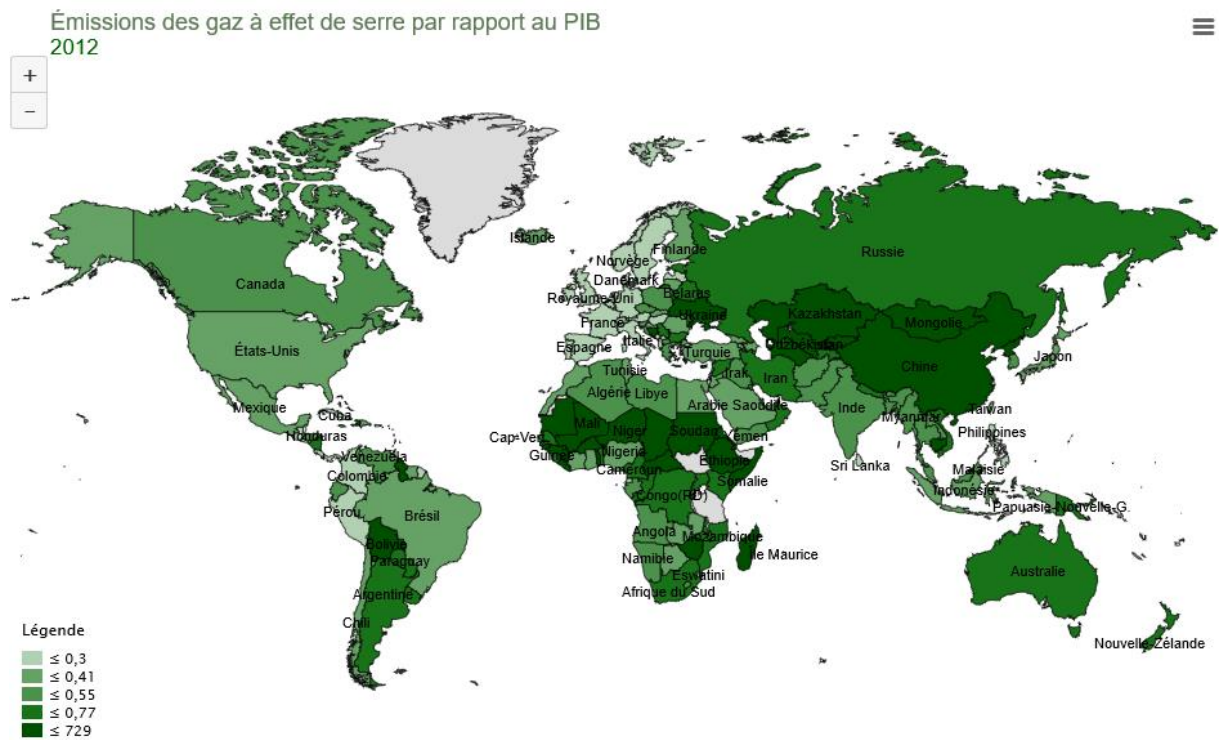 Émissions des gaz à effet de serre par rapport au PIB
2012
+
−
Islande
Finlande
Norvège
Russie
Danemark
Canada
Royaume-Uni
Belarus
Ukraine
Kazakhstan
France
Mongolie
Italie
Espagne
Turquie
Ouzbékistan
États-Unis
Japon
Chine
Tunisie
Irak
Iran
Algérie
Libye
Mexique
Cuba
Arabie Saoudite
Inde
Myanmar
Taiwan
Mali
Niger
Soudan
Honduras
Cap-Vert
Yémen
Philippines
Venezuela
Guinée
Nigeria
Ethiopie
Sri Lanka
Colombie
Cameroun
Malaisie
Somalie
Indonésie
Congo(RD)
Pérou
Brésil
Papuasie-Nouvelle-G.
Angola
Mozambique
Bolivie
Île Maurice
Paraguay
Namibie
Australie
Eswatini
Argentine
Afrique du Sud
Chili
Nouvelle-Zélande
Légende
≤ 0,3
≤ 0,41
≤ 0,55
≤ 0,77
≤ 729